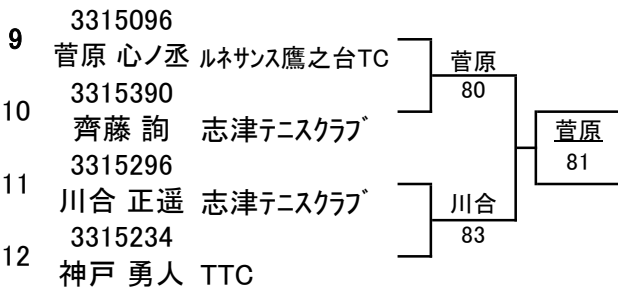 9
3315096
菅原 心ノ丞 ルネサンス鷹之台TC
10
3315390
齊藤 詢 志津テニスクラブ
11
3315296
川合 正遥 志津テニスクラブ
12
3315234
神戸 勇人 TTC
菅原
80
川合
83
菅原
81